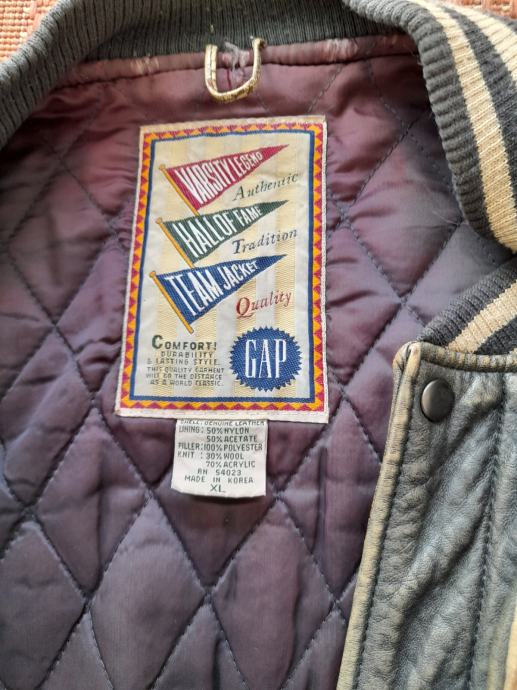 VARSITY LEGEND
Authentic
HALL OF FAME
Tradition
TEAM JACKET
Quality
COMFORT!
DURABILITY
& LASTING STYLE.
THIS QUALITY GARMENT
WILL GO THE DISTANCE
AS A WORLD CLASSIC.
GAP
SHELL: GENUINE LEATHER
LINING: 50% NYLON
50% ACETATE
FILLER: 100% POLYESTER
KNIT : 30% WOOL
70% ACRYLIC
RN 54023
MADE IN KOREA
XL